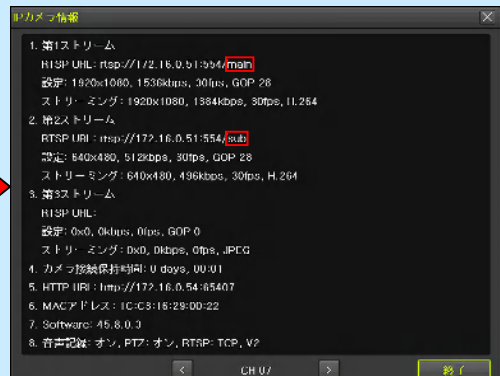 IPカメラ情報
1. 第1ストリーム
RTSP URL: rtsp://172.16.0.51:554/main
設定: 1920x1080, 1536kbps, 30fps, GOP 28
ストリーミング: 1920x1080, 1384kbps, 30fps, H.264
2. 第2ストリーム
RTSP URL: rtsp://172.16.0.51:554/sub
設定: 640x480, 512kbps, 30fps, GOP 28
ストリーミング: 640x480, 496kbps, 30fps, H.264
3. 第3ストリーム
RTSP URL:
設定: 0x0, 0kbps, 0fps, GOP 0
ストリーミング: 0x0, 0kbps, 0fps, JPEG
4. カメラ接続保持時間: 0 days, 00:01
5. HTTP URL: http://172.16.0.54:65407
6. MACアドレス: 1C:C3:16:29:00:22
7. Software: 45.8.0.3
8. 音声記録: オン, PTZ: オン, RTSP: TCP, V2
< CH 07 >
終了